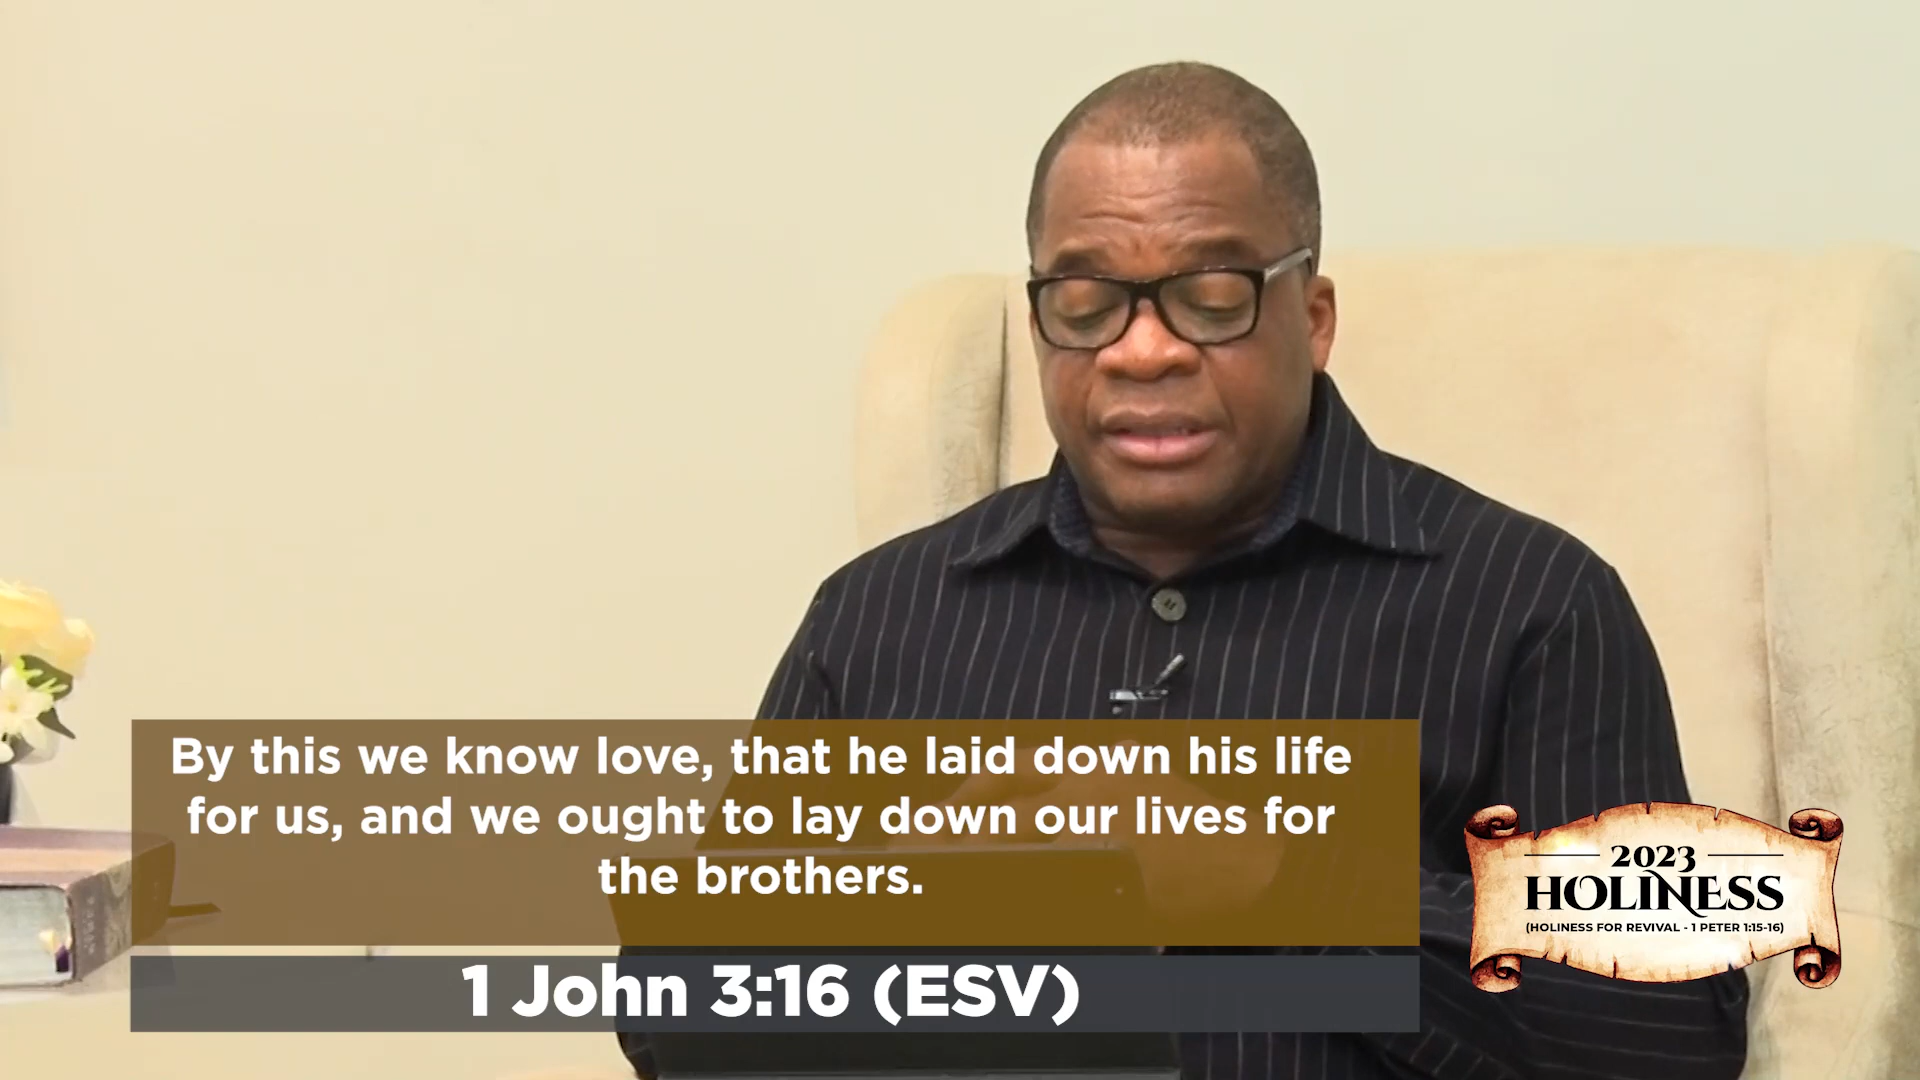 By this we know love, that he laid down his life
for us, and we ought to lay down our lives for
the brothers.
1 John 3:16 (ESV)
2023
HOLINESS
(HOLINESS FOR REVIVAL - 1 PETER 1:15-16)